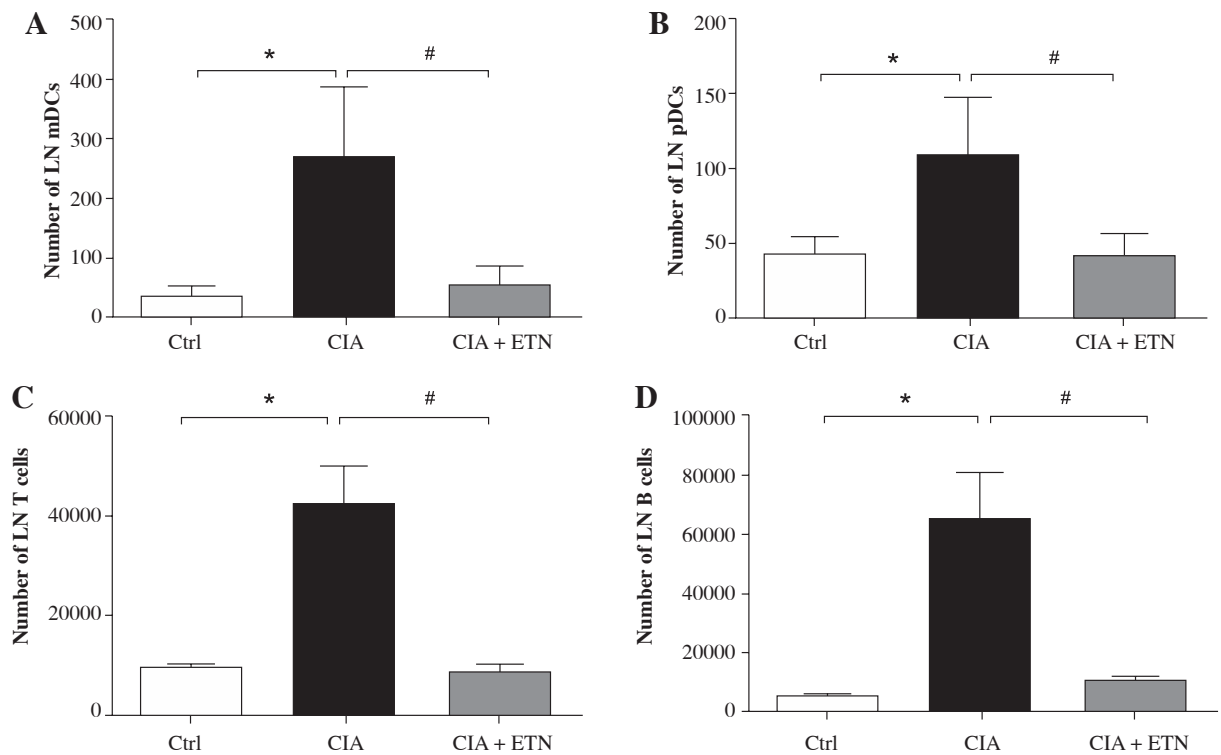 A
Number of LN mDCs
500
400
300
200
100
0
* #
Ctrl CIA CIA + ETN
B
Number of LN pDCs
200
150
100
50
0
* #
Ctrl CIA CIA + ETN
C
Number of LN T cells
60000
40000
20000
0
* #
Ctrl CIA CIA + ETN
D
Number of LN B cells
100000
80000
60000
40000
20000
0
* #
Ctrl CIA CIA + ETN